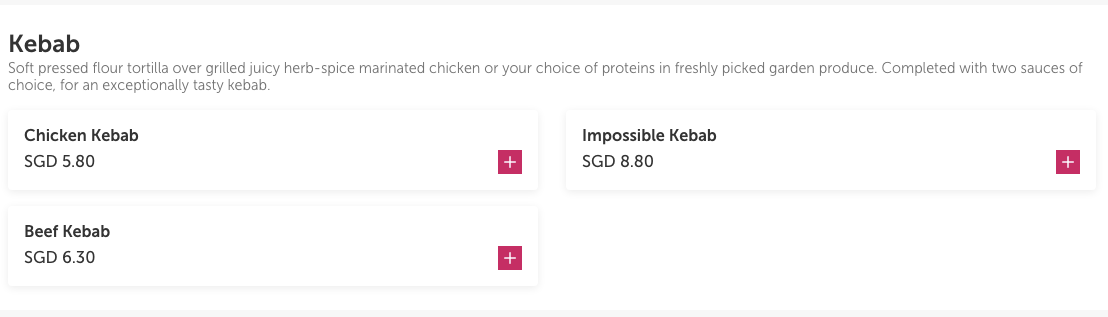 Kebab
Soft pressed flour tortilla over grilled juicy herb-spice marinated chicken or your choice of proteins in freshly picked garden produce. Completed with two sauces of
choice, for an exceptionally tasty kebab.
Chicken Kebab
SGD 5.80
Impossible Kebab
SGD 8.80
Beef Kebab
SGD 6.30